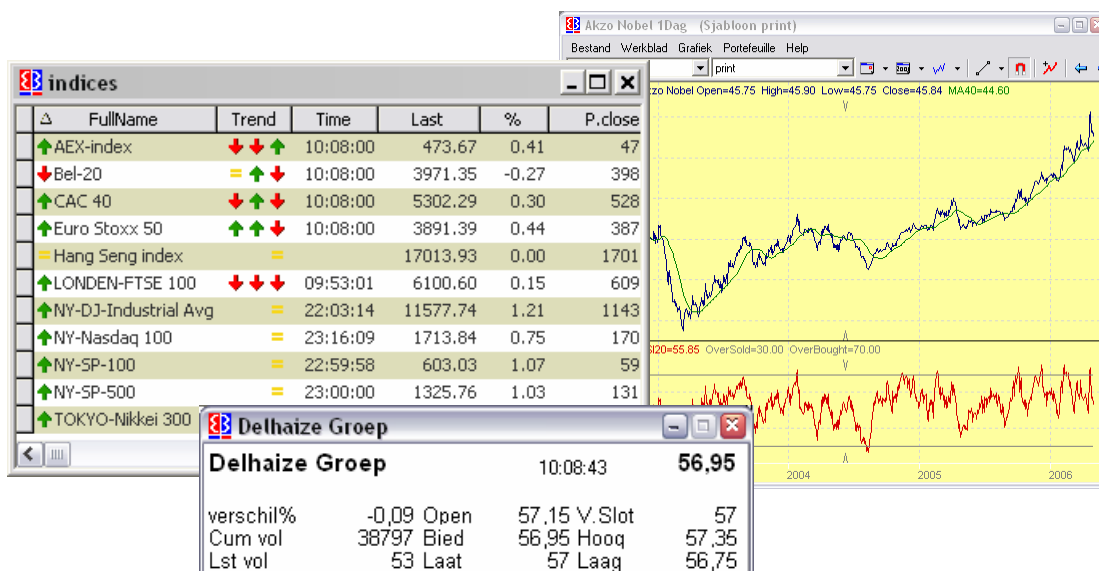 Akzo Nobel 1Dag (Sjabloon print)
Bestand Werkblad Grafiek Portefeuille Help
print
zo Nobel Open=45.75 High=45.90 Low=45.75 Close=45.84 MA40=44.60
SI20=55.85 OverSold=30.00 OverBought=70.00
2004 2005 2006
indices
FullName Trend Time Last % P.close
AEX-index 10:08:00 473.67 0.41 47
Bel-20 = 10:08:00 3971.35 -0.27 398
CAC 40 10:08:00 5302.29 0.30 528
Euro Stoxx 50 10:08:00 3891.39 0.44 387
= Hang Seng index = 17013.93 0.00 1701
LONDEN-FTSE 100 09:53:01 6100.60 0.15 609
NY-DJ-Industrial Avg = 22:03:14 11577.74 1.21 1143
NY-Nasdaq 100 = 23:16:09 1713.84 0.75 170
NY-SP-100 = 22:59:58 603.03 1.07 59
NY-SP-500 = 23:00:00 1325.76 1.03 131
TOKYO-Nikkei 300
Delhaize Groep
Delhaize Groep 10:08:43 56,95
verschil% -0,09 Open 57,15 V.Slot 57
Cum vol 38797 Bied 56,95 Hoog 57,35
Lst vol 53 Laat 57 Laag 56,75